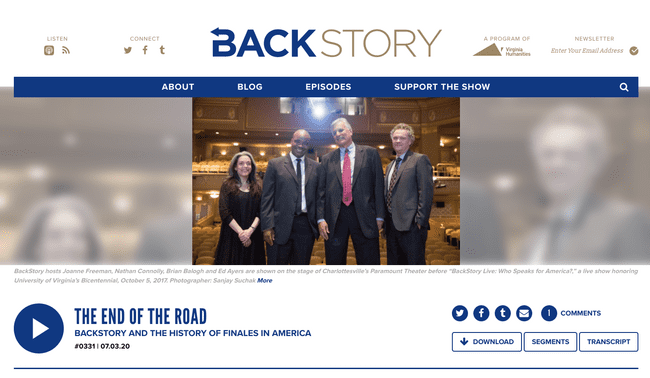 LISTEN
CONNECT
BACKSTORY
A PROGRAM OF
Virginia
Humanities
NEWSLETTER
Enter Your Email Address
ABOUT
BLOG
EPISODES
SUPPORT THE SHOW
BackStory hosts Joanne Freeman, Nathan Connolly, Brian Balogh and Ed Ayers are shown on the stage of Charlottesville's Paramount Theater before "BackStory Live: Who Speaks for America?," a live show honoring
University of Virginia's Bicentennial, October 5, 2017. Photographer: Sanjay Suchak More
THE END OF THE ROAD
BACKSTORY AND THE HISTORY OF FINALES IN AMERICA
#0331 | 07.03.20
1 COMMENTS
DOWNLOAD
SEGMENTS
TRANSCRIPT